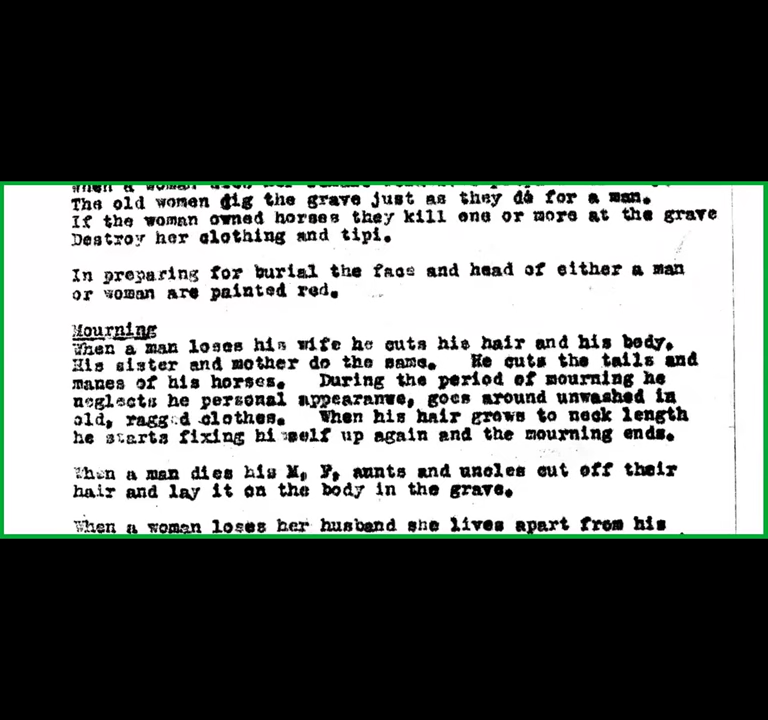 When a woman dies her
The old women dig the grave just as they do for a man.
If the woman owned horses they kill one or more at the grave
Destroy her clothing and tipi.
In preparing for burial the face and head of either a man
or woman are painted red.
Mourning
When a man loses his wife he cuts his hair and his body.
His sister and mother do the same. He cuts the tails and
manes of his horses. During the period of mourning he
neglects he personal appearanve, goes around unwashed in
old, ragged clothes. When his hair grows to neck length
he starts fixing himself up again and the mourning ends.
When a man dies his M, F, aunts and uncles cut off their
hair and lay it on the body in the grave.
When a woman loses her husband she lives apart from his